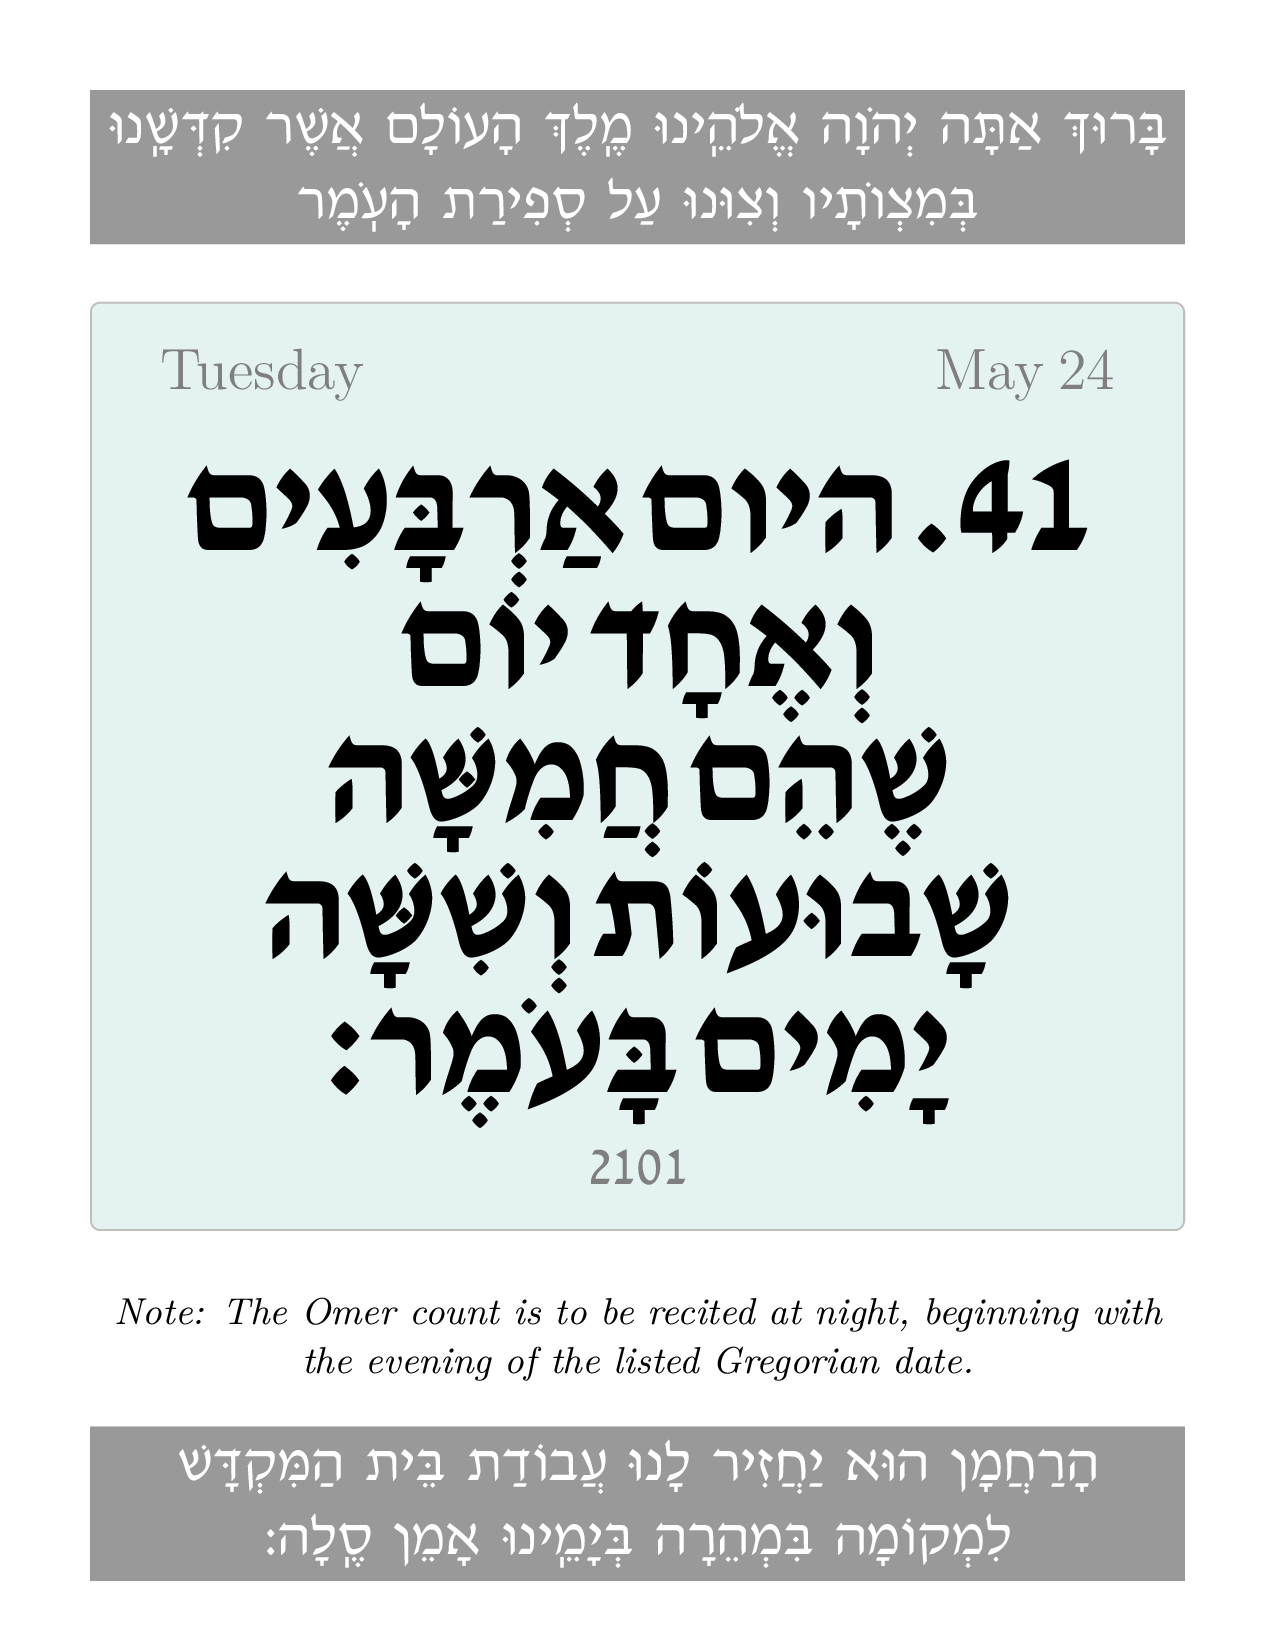 בָּרוּךְ אַתָּה יְהֹוָה אֱלֹהֵֽינוּ מֶֽלֶךְ הָעוֹלָם אֲשֶׁר קִדְּשָֽׁנוּ
בְּמִצְוֹתָיו וְצִוּנוּ עַל סְפִירַת הָעֹֽמֶר
Tuesday May 24
41. היום אַרְבָּעִים
וְאֶחָד יוֹם
שֶׁהֵם חֲמִשָּׁה
שָׁבוּעוֹת וְשִׁשָּׁה
יָמִים בָּעֹמֶר:
2101
Note: The Omer count is to be recited at night, beginning with
the evening of the listed Gregorian date.
הָרַחֲמָן הוּא יַחֲזִיר לָנוּ עֲבוֹדַת בֵּית הַמִּקְדָּשׁ
לִמְקוֹמָהּ בִּמְהֵרָה בְּיָמֵֽינוּ אָמֵן סֶֽלָה: